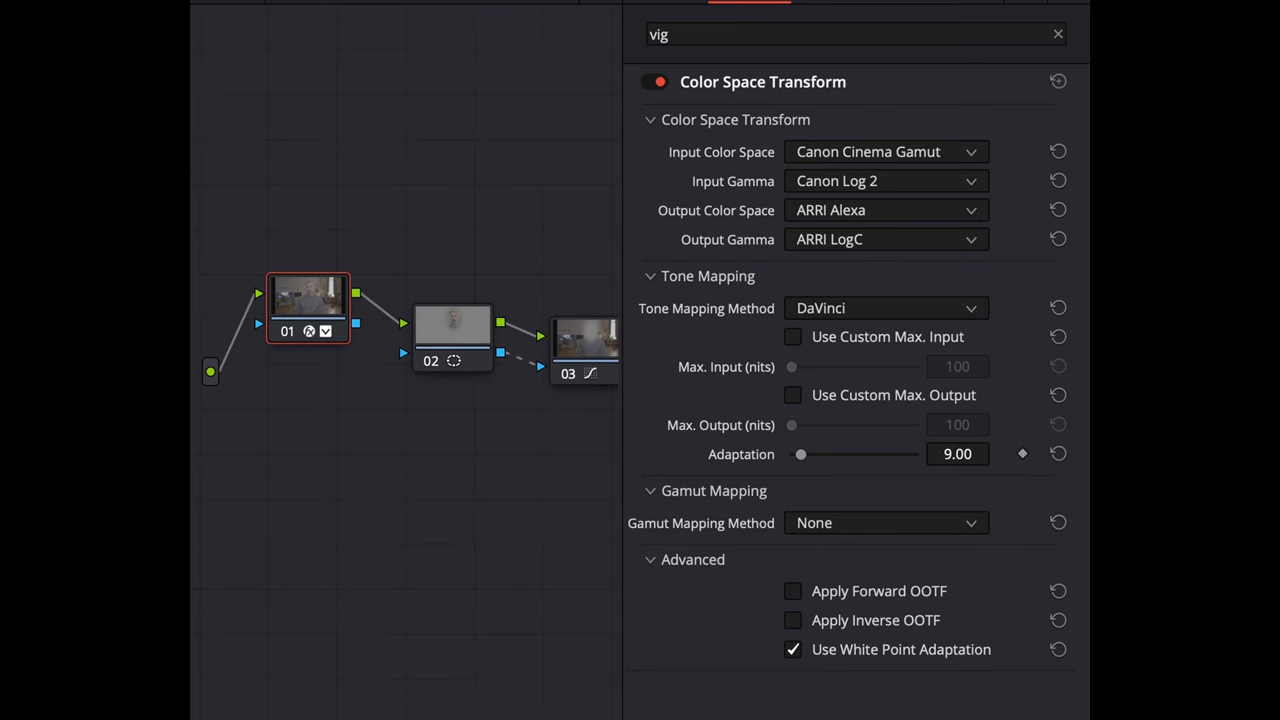 vig
Color Space Transform
Color Space Transform
Input Color Space Canon Cinema Gamut
Input Gamma Canon Log 2
Output Color Space ARRI Alexa
Output Gamma ARRI LogC
Tone Mapping
Tone Mapping Method DaVinci
Use Custom Max. Input
Max. Input (nits) 100
Use Custom Max. Output
Max. Output (nits) 100
Adaptation 9.00
Gamut Mapping
Gamut Mapping Method None
Advanced
Apply Forward OOTF
Apply Inverse OOTF
Use White Point Adaptation
01
02
03